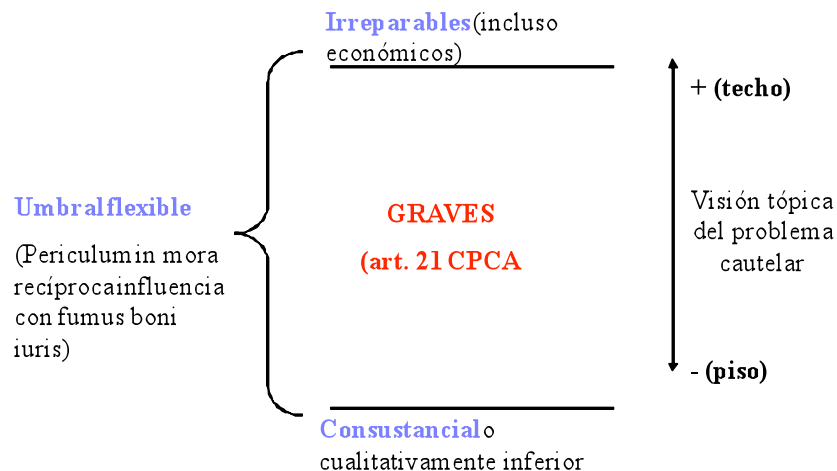 Irreparables(incluso
económicos)
+ (techo)
Umbralflexible
(Periculumin mora
recíprocainfluencia
con fumus boni
iuris)
GRAVES
(art. 21 CPCA
Visión tópica
del problema
cautelar
- (piso)
Consustancialo
cualitativamente inferior